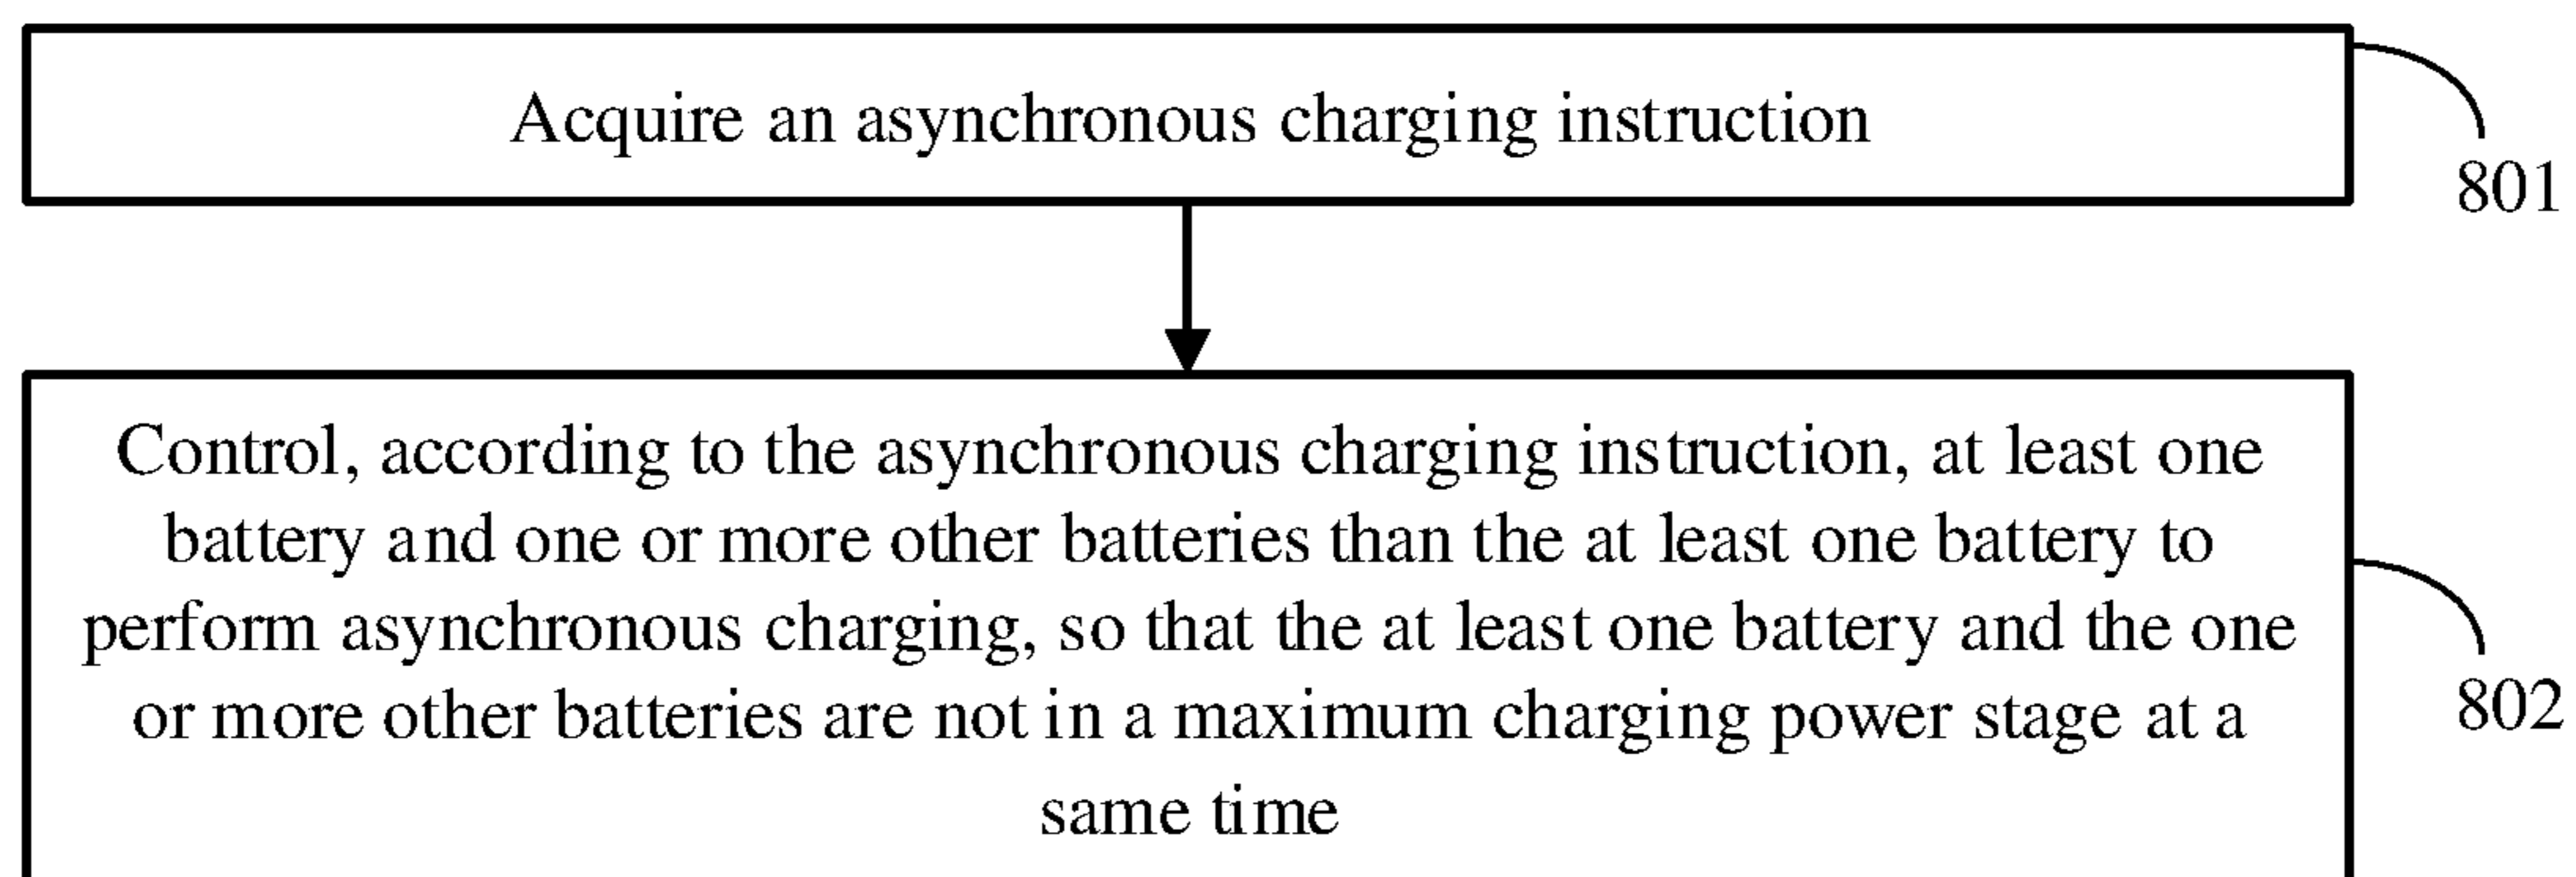 Acquire an asynchronous charging instruction
801
Control, according to the asynchronous charging instruction, at least one
battery and one or more other batteries than the at least one battery to
perform asynchronous charging, so that the at least one battery and the one
or more other batteries are not in a maximum charging power stage at a
same time
802